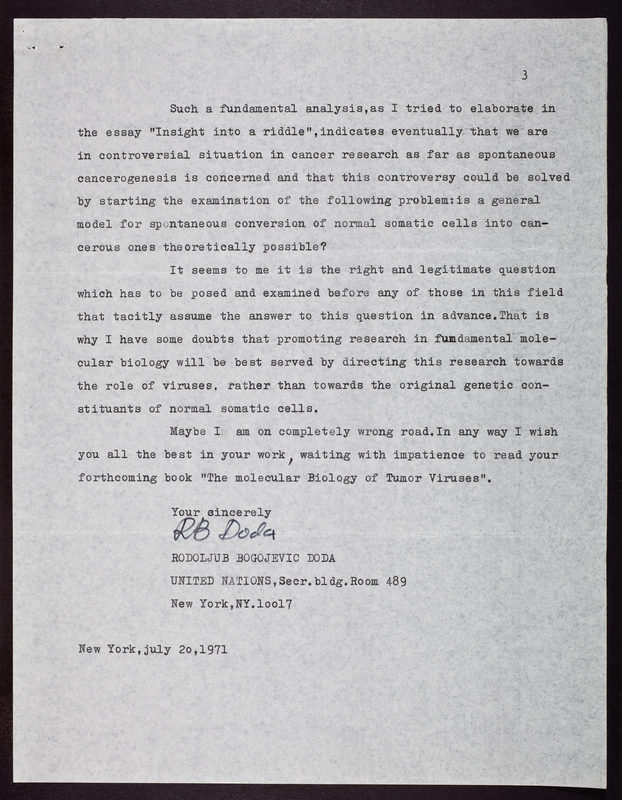 3
Such a fundamental analysis,as I tried to elaborate in
the essay "Insight into a riddle",indicates eventually that we are
in controversial situation in cancer research as far as spontaneous
cancerogenesis is concerned and that this controversy could be solved
by starting the examination of the following problem:is a general
model for spontaneous conversion of normal somatic cells into can-
cerous ones theoretically possible?
It seems to me it is the right and legitimate question
which has to be posed and examined before any of those in this field
that tacitly assume the answer to this question in advance.That is
why I have some doubts that promoting research in fundamental mole-
cular biology will be best served by directing this research towards
the role of viruses, rather than towards the original genetic con-
stituants of normal somatic cells.
Maybe I am on completely wrong road.In any way I wish
you all the best in your work, waiting with impatience to read your
forthcoming book "The molecular Biology of Tumor Viruses".
Your sincerely
RB Doda
RODOLJUB BOGOJEVIC DODA
UNITED NATIONS,Secr.bldg.Room 489
New York,NY.loo17
New York,july 2o,1971